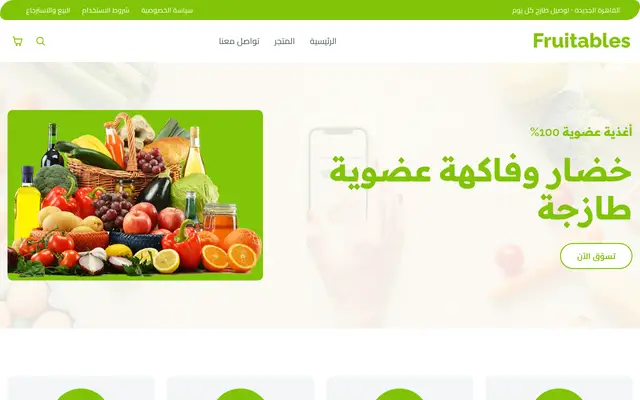 القاهرة الجديدة • توصيل طازج كل يوم
سياسة الخصوصية
شروط الاستخدام
البيع والاسترجاع
Fruitables
الرئيسية
المتجر
تواصل معنا
أغذية عضوية 100%
خضار وفاكهة عضوية
طازجة
تسوّق الآن